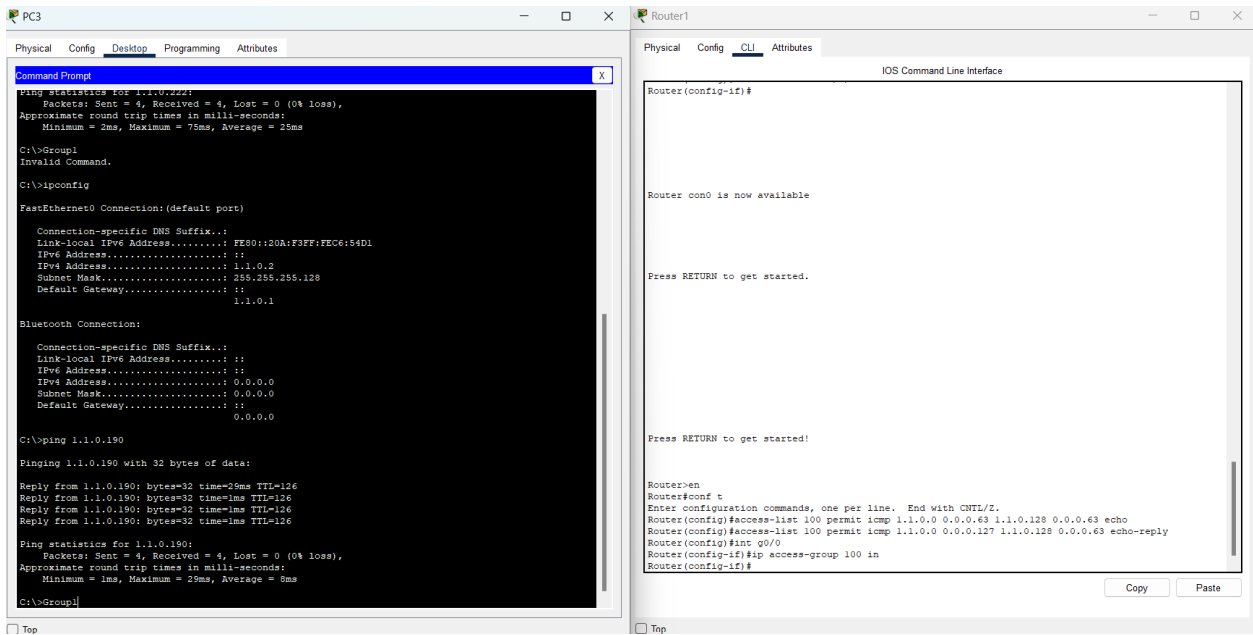 PC3
Physical Config Desktop Programming Attributes
Command Prompt X
Ping statistics for 1.1.0.222:
Packets: Sent = 4, Received = 4, Lost = 0 (0% loss),
Approximate round trip times in milli-seconds:
Minimum = 2ms, Maximum = 75ms, Average = 25ms
C:\>Group1
Invalid Command.
C:\>ipconfig
FastEthernet0 Connection:(default port)
Connection-specific DNS Suffix..:
Link-local IPv6 Address.........: FE80::20A:F3FF:FEC6:54D1
IPv6 Address....................: ::
IPv4 Address....................: 1.1.0.2
Subnet Mask.....................: 255.255.255.128
Default Gateway.................: ::
1.1.0.1
Bluetooth Connection:
Connection-specific DNS Suffix..:
Link-local IPv6 Address.........: ::
IPv6 Address....................: ::
IPv4 Address....................: 0.0.0.0
Subnet Mask.....................: 0.0.0.0
Default Gateway.................: ::
0.0.0.0
C:\>ping 1.1.0.190
Pinging 1.1.0.190 with 32 bytes of data:
Reply from 1.1.0.190: bytes=32 time=29ms TTL=126
Reply from 1.1.0.190: bytes=32 time=1ms TTL=126
Reply from 1.1.0.190: bytes=32 time=1ms TTL=126
Reply from 1.1.0.190: bytes=32 time=1ms TTL=126
Ping statistics for 1.1.0.190:
Packets: Sent = 4, Received = 4, Lost = 0 (0% loss),
Approximate round trip times in milli-seconds:
Minimum = 1ms, Maximum = 29ms, Average = 8ms
C:\>Group1
Top
Router1
Physical Config CLI Attributes
IOS Command Line Interface
Router(config-if)#
Router con0 is now available
Press RETURN to get started.
Press RETURN to get started!
Router>en
Router#conf t
Enter configuration commands, one per line. End with CNTL/Z.
Router(config)#access-list 100 permit icmp 1.1.0.0 0.0.0.63 1.1.0.128 0.0.0.63 echo
Router(config)#access-list 100 permit icmp 1.1.0.0 0.0.0.127 1.1.0.128 0.0.0.63 echo-reply
Router(config)#int g0/0
Router(config-if)#ip access-group 100 in
Router(config-if)#
Copy Paste
Top